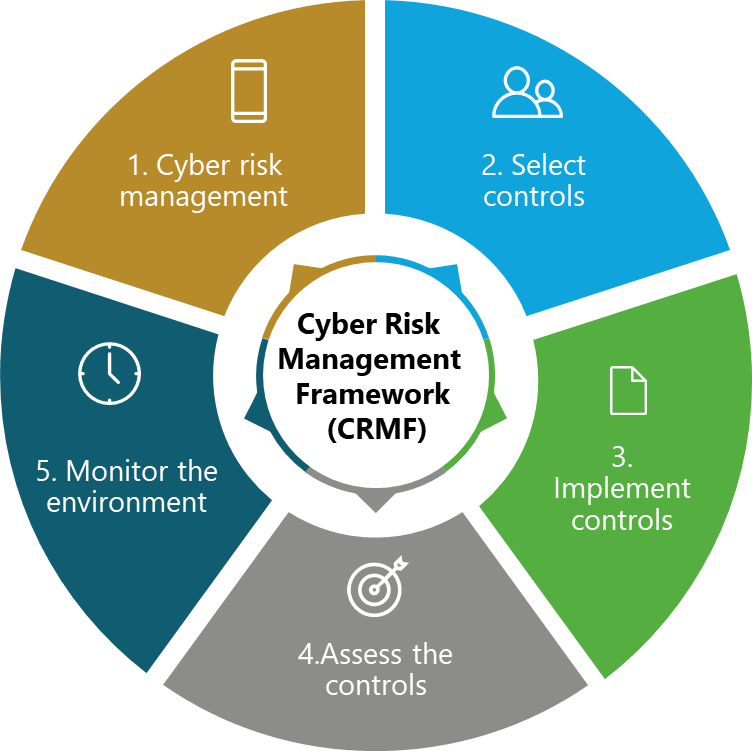 1. Cyber risk
management
2. Select
controls
Cyber Risk
Management
Framework
(CRMF)
3.
Implement
controls
4.Assess the
controls
5. Monitor the
environment